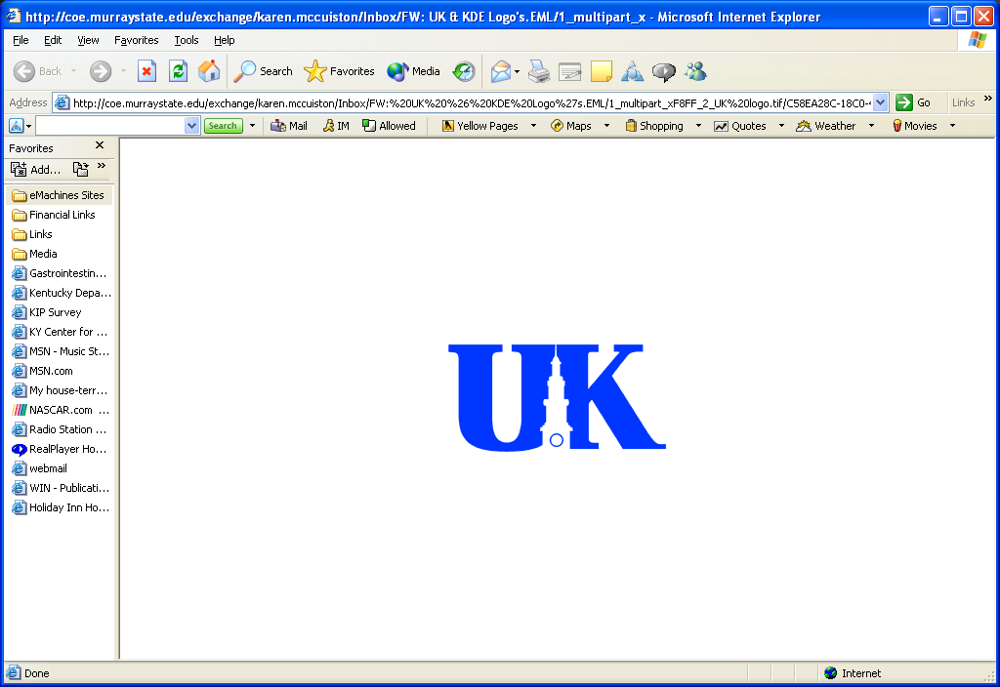 http://coe.murraystate.edu/exchange/karen.mccuiston/Inbox/FW: UK & KDE Logo's.EML/1_multipart_x - Microsoft Internet Explorer
File Edit View Favorites Tools Help
Back Search Favorites Media
Address http://coe.murraystate.edu/exchange/karen.mccuiston/Inbox/FW:%20UK%20%26%20KDE%20Logo%27s.EML/1_multipart_xF8FF_2_UK%20logo.tif/C58EA28C-18C0-4 Go Links »
Search Mail IM Allowed Yellow Pages Maps Shopping Quotes Weather Movies
Favorites
Add... »
eMachines Sites
Financial Links
Links
Media
Gastrointestin...
Kentucky Depa...
KIP Survey
KY Center for ...
MSN - Music St...
MSN.com
My house-terr...
NASCAR.com ...
Radio Station ...
RealPlayer Ho...
webmail
WIN - Publicati...
Holiday Inn Ho...
UK
Done Internet